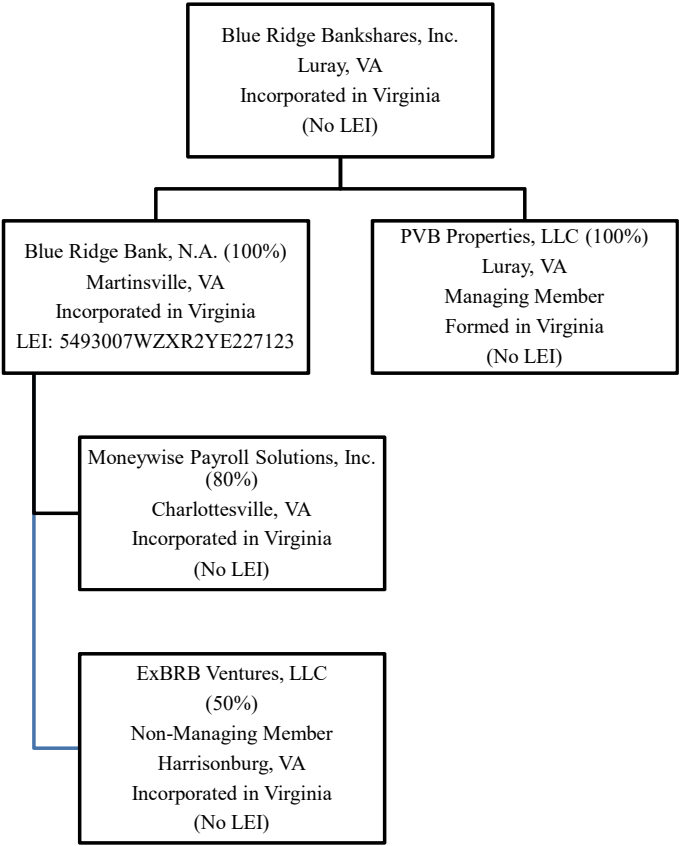 Blue Ridge Bankshares, Inc.
Luray, VA
Incorporated in Virginia
(No LEI)
Blue Ridge Bank, N.A. (100%)
Martinsville, VA
Incorporated in Virginia
LEI: 5493007WZXR2YE227123
PVB Properties, LLC (100%)
Luray, VA
Managing Member
Formed in Virginia
(No LEI)
Moneywise Payroll Solutions, Inc.
(80%)
Charlottesville, VA
Incorporated in Virginia
(No LEI)
ExBRB Ventures, LLC
(50%)
Non-Managing Member
Harrisonburg, VA
Incorporated in Virginia
(No LEI)